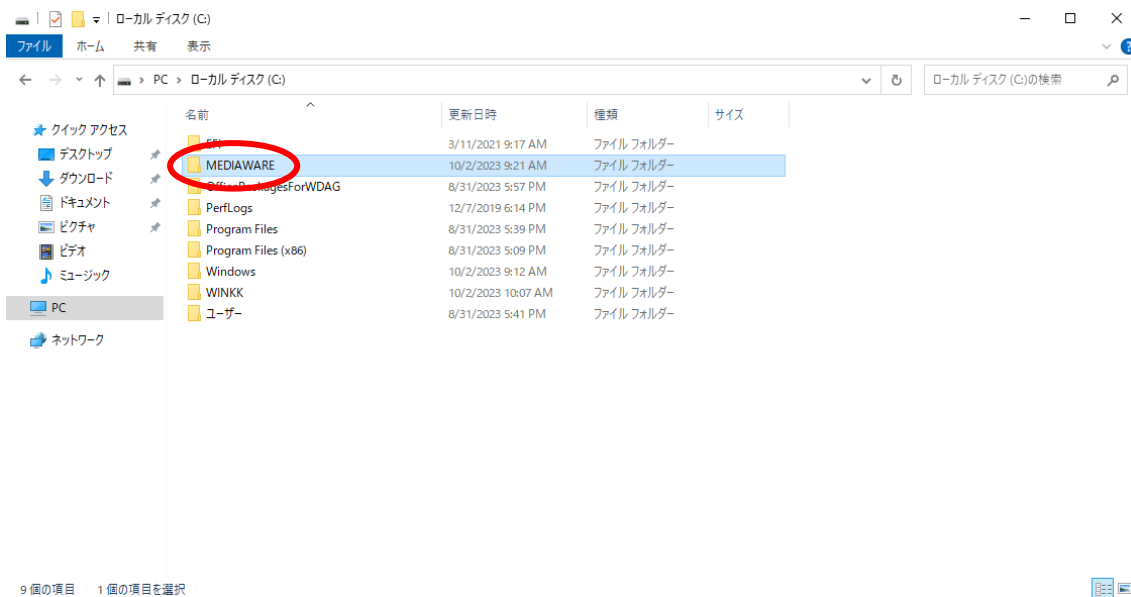 ローカル ディスク (C:)
ファイル ホーム 共有 表示
PC ローカル ディスク (C:) ローカル ディスク (C:)の検索
名前 更新日時 種類 サイズ
クイック アクセス
デスクトップ
ダウンロード
ドキュメント
ピクチャ
ビデオ
ミュージック
PC
ネットワーク
EFI 3/11/2021 9:17 AM ファイル フォルダー
MEDIAWARE 10/2/2023 9:21 AM ファイル フォルダー
OfficePackagesForWDAG 8/31/2023 5:57 PM ファイル フォルダー
PerfLogs 12/7/2019 6:14 PM ファイル フォルダー
Program Files 8/31/2023 5:39 PM ファイル フォルダー
Program Files (x86) 8/31/2023 5:09 PM ファイル フォルダー
Windows 10/2/2023 9:12 AM ファイル フォルダー
WINKK 10/2/2023 10:07 AM ファイル フォルダー
ユーザー 8/31/2023 5:41 PM ファイル フォルダー
9 個の項目 1 個の項目を選択